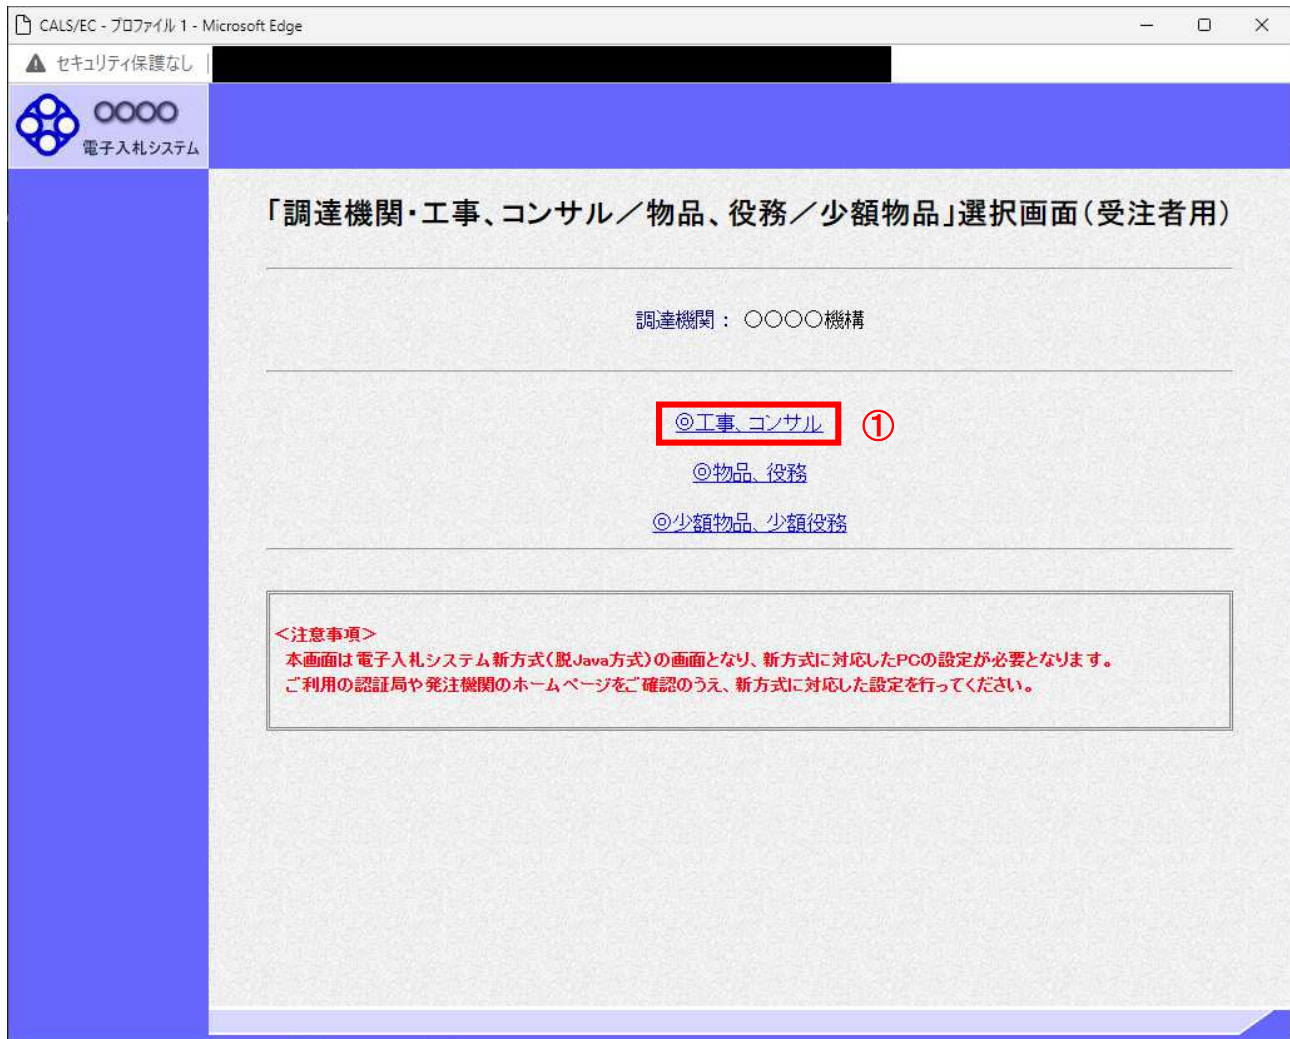 CALS/EC - プロファイル 1 - Microsoft Edge
セキュリティ保護なし
○○○○
電子入札システム
「調達機関・工事、コンサル／物品、役務／少額物品」選択画面（受注者用）
調達機関： ○○○○機構
◎工事、コンサル ①
◎物品、役務
◎少額物品、少額役務
＜注意事項＞
本画面は電子入札システム新方式（脱Java方式）の画面となり、新方式に対応したPCの設定が必要となります。
ご利用の認証局や発注機関のホームページをご確認のうえ、新方式に対応した設定を行ってください。